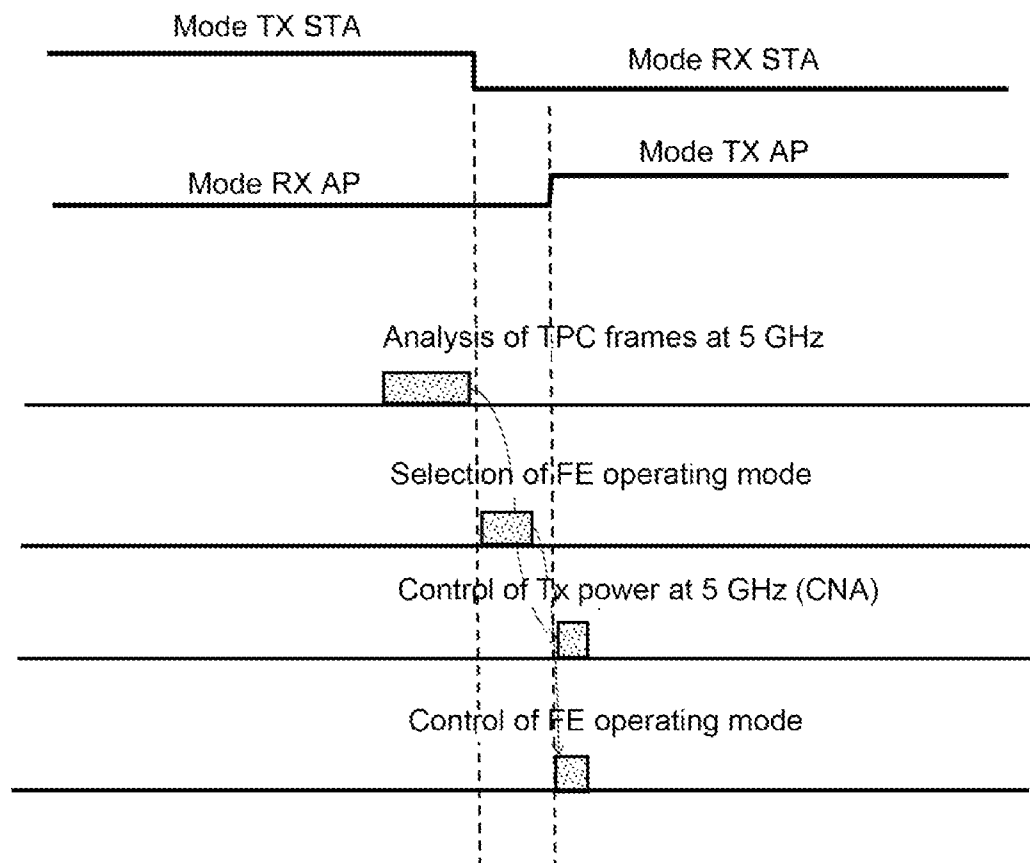 Mode TX STA
Mode RX STA
Mode TX AP
Mode RX AP
Analysis of TPC frames at 5 GHz
Selection of FE operating mode
Control of Tx power at 5 GHz (CNA)
Control of FE operating mode